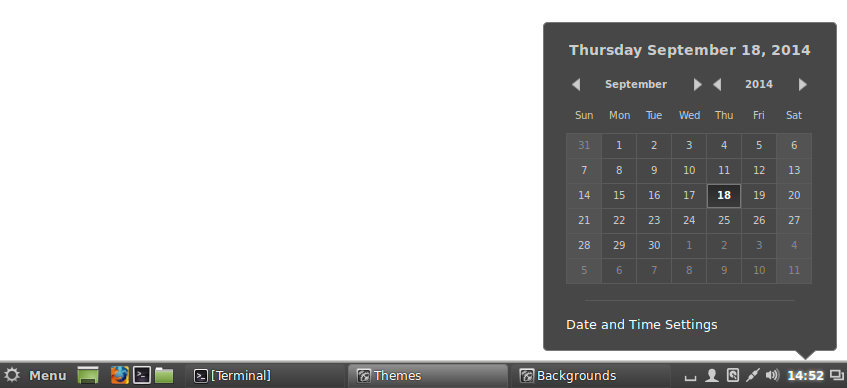 Thursday September 18, 2014
September 2014
Sun Mon Tue Wed Thu Fri Sat
31 1 2 3 4 5 6
7 8 9 10 11 12 13
14 15 16 17 18 19 20
21 22 23 24 25 26 27
28 29 30 1 2 3 4
5 6 7 8 9 10 11
Date and Time Settings
Menu [Terminal] Themes Backgrounds 14:52